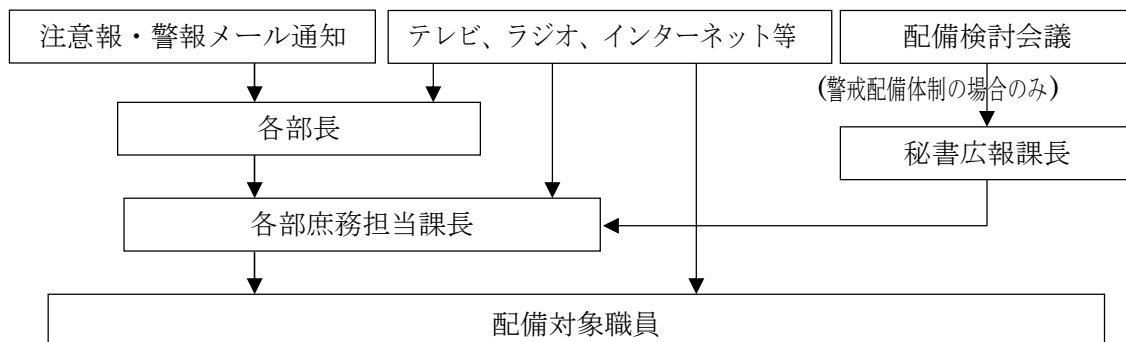 注意報・警報メール通知
テレビ、ラジオ、インターネット等
配備検討会議
(警戒配備体制の場合のみ)
各部長
秘書広報課長
各部庶務担当課長
配備対象職員